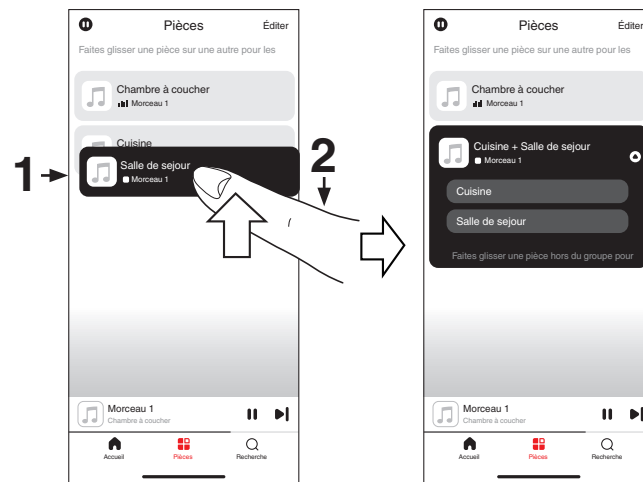 Pièces
Éditer
Faites glisser une pièce sur une autre pour les
Chambre à coucher
Morceau 1
Cuisine
Salle de sejour
Morceau 1
1
2
Morceau 1
Chambre à coucher
Accueil
Pièces
Recherche
Pièces
Éditer
Faites glisser une pièce sur une autre pour les
Chambre à coucher
Morceau 1
Cuisine + Salle de sejour
Morceau 1
Cuisine
Salle de sejour
Faites glisser une pièce hors du groupe pour
Morceau 1
Chambre à coucher
Accueil
Pièces
Recherche